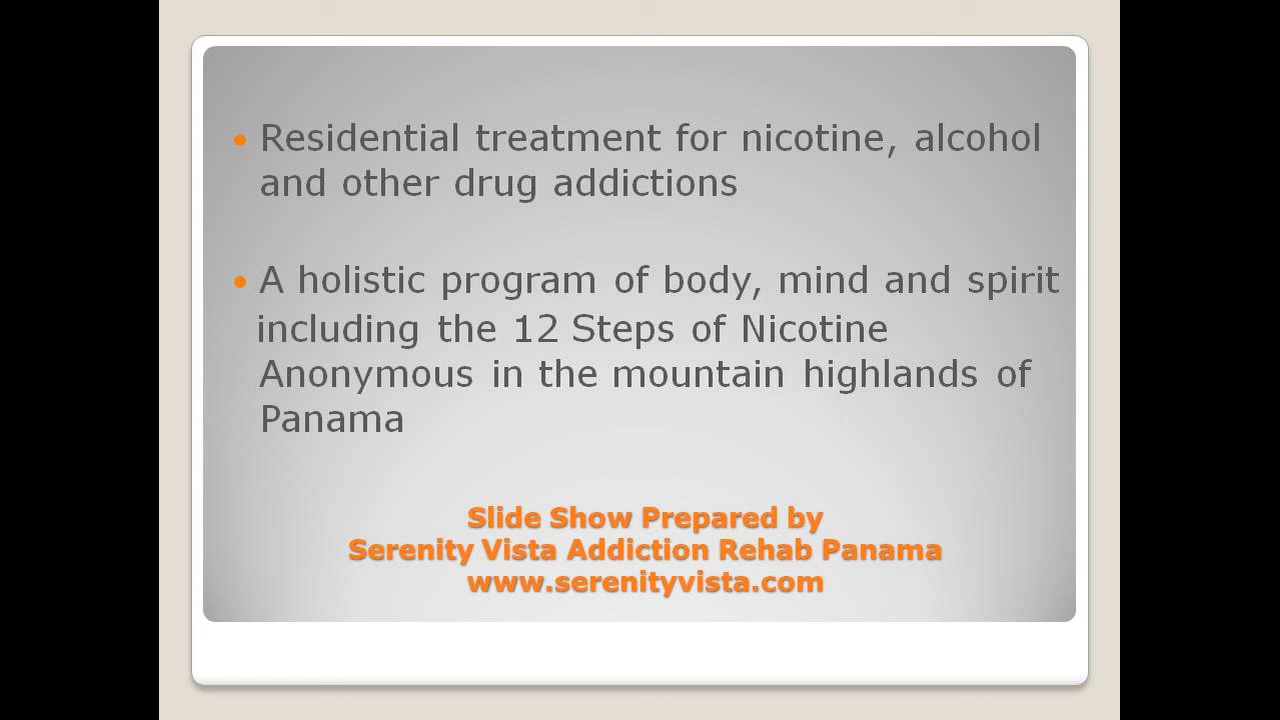 • Residential treatment for nicotine, alcohol
and other drug addictions
• A holistic program of body, mind and spirit
including the 12 Steps of Nicotine
Anonymous in the mountain highlands of
Panama
Slide Show Prepared by
Serenity Vista Addiction Rehab Panama
www.serenityvista.com